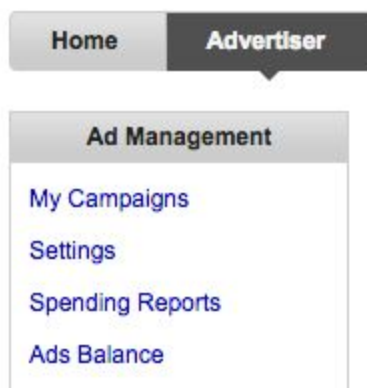 Home Advertiser
Ad Management
My Campaigns
Settings
Spending Reports
Ads Balance